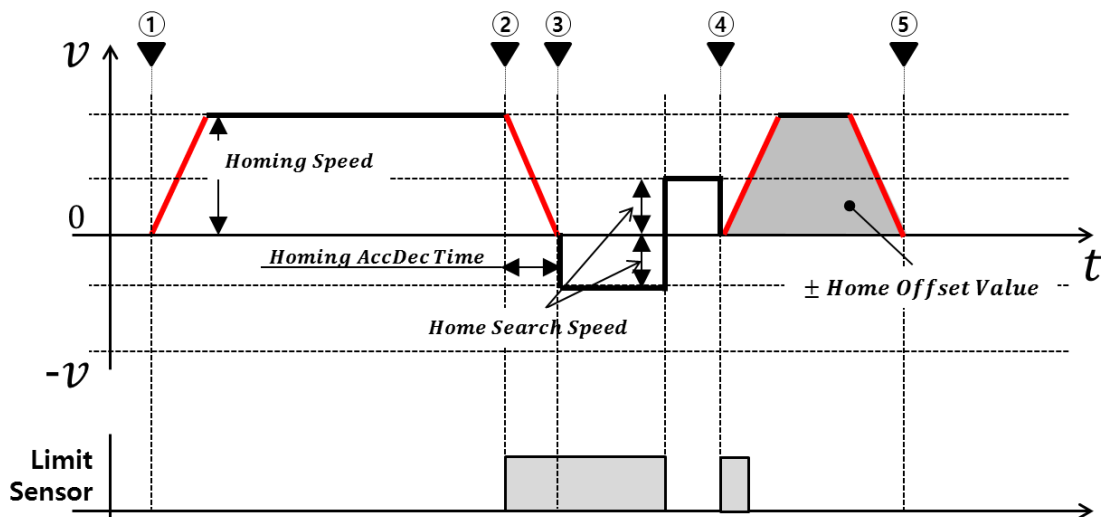 ① ② ③ ④ ⑤
v
Homing Speed
0
Homing AccDec Time
t
± Home Offset Value
Home Search Speed
-v
Limit
Sensor